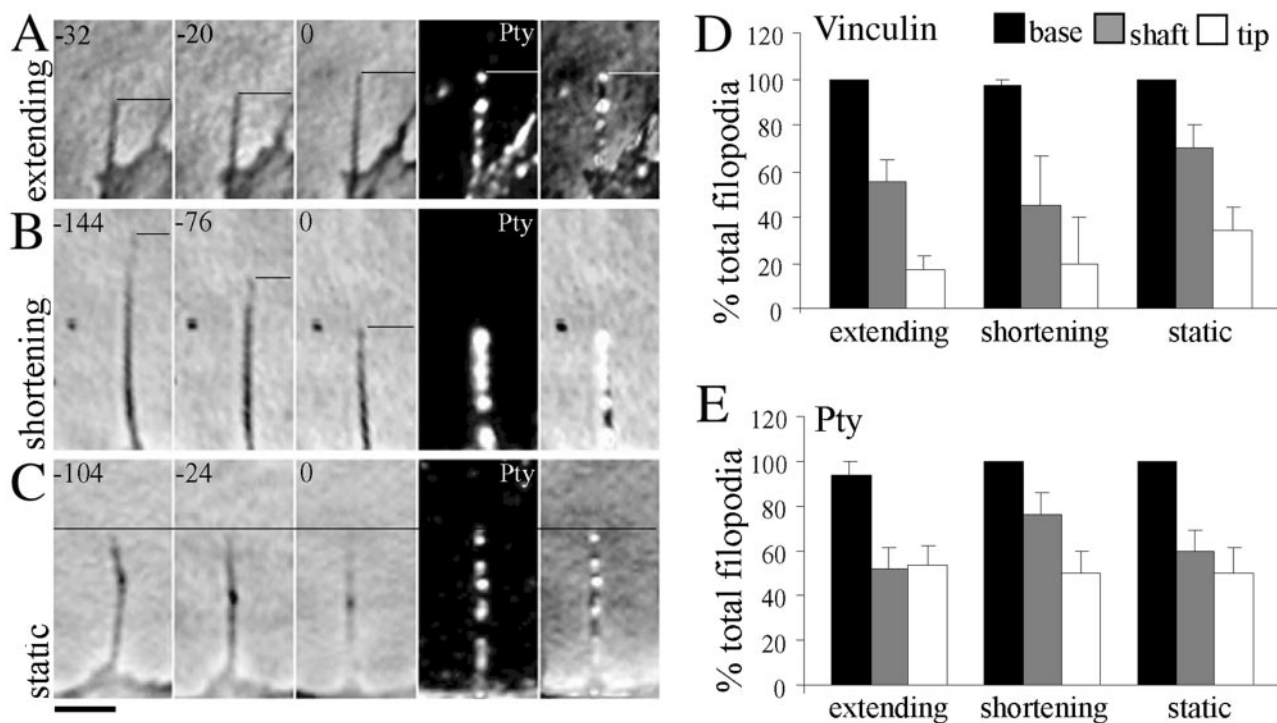 A
extending
-32
-20
0
Pty
B
shortening
-144
-76
0
Pty
C
static
-104
-24
0
Pty
D
Vinculin
base
shaft
tip
% total filopodia
120
100
80
60
40
20
0
extending
shortening
static
E
Pty
% total filopodia
120
100
80
60
40
20
0
extending
shortening
static